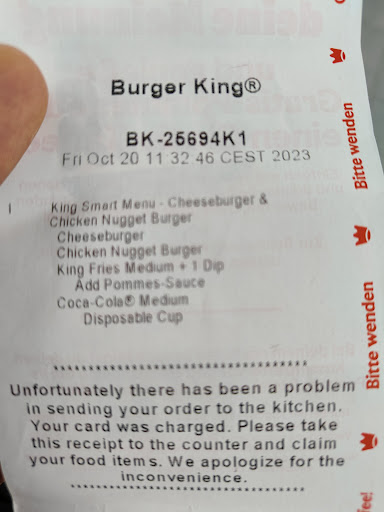 Burger King®
BK-25694K1
Fri Oct 20 11 32 46 CEST 2023
1 King Smart Menu - Cheeseburger &
Chicken Nugget Burger
Cheeseburger
Chicken Nugget Burger
King Fries Medium + 1 Dip
Add Pommes-Sauce
Coca-Cola® Medium
Disposable Cup
************************************
Unfortunately there has been a problem
in sending your order to the kitchen.
Your card was charged. Please take
this receipt to the counter and claim
your food items. We apologize for the
inconvenience.
************************************
Bitte wenden
Bitte wenden
Bitte wenden